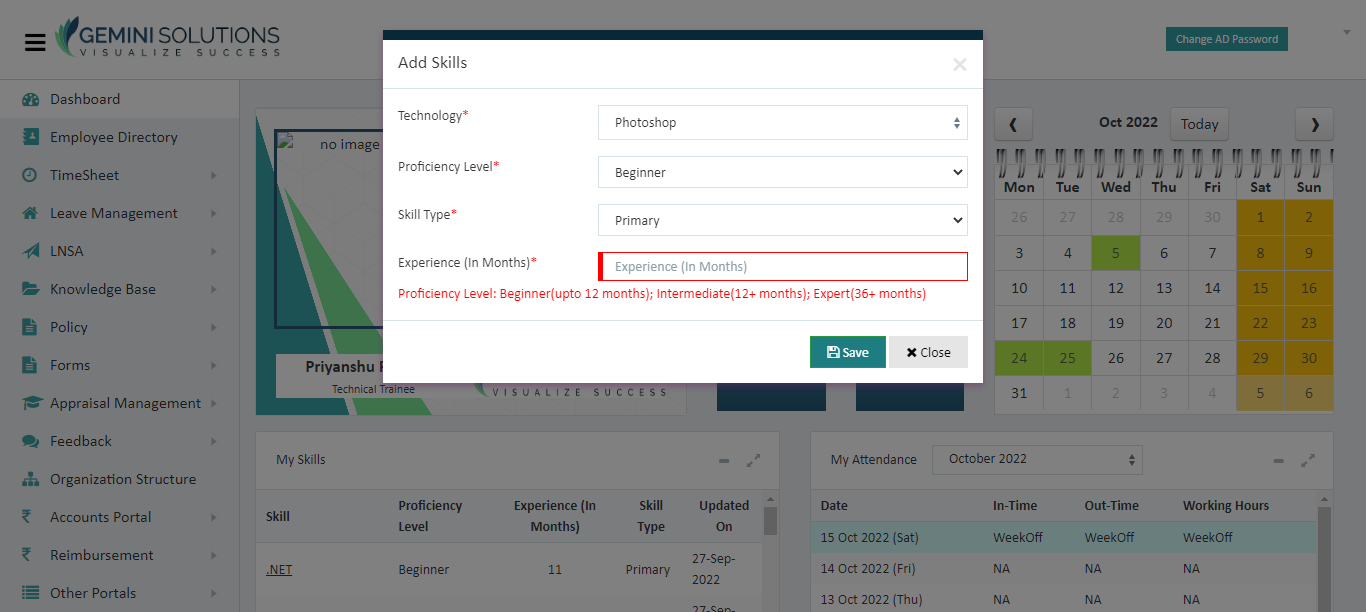 GEMINI SOLUTIONS
VISUALIZE SUCCESS
Change AD Password
Dashboard
Employee Directory
TimeSheet
Leave Management
LNSA
Knowledge Base
Policy
Forms
Appraisal Management
Feedback
Organization Structure
Accounts Portal
Reimbursement
Other Portals
no image
Priyanshu
Technical Trainee
VISUALIZE SUCCESS
Add Skills
Technology*
Photoshop
Proficiency Level*
Beginner
Skill Type*
Primary
Experience (In Months)*
Experience (In Months)
Proficiency Level: Beginner(upto 12 months); Intermediate(12+ months); Expert(36+ months)
Save
Close
Oct 2022
Today
Mon Tue Wed Thu Fri Sat Sun
26 27 28 29 30 1 2
3 4 5 6 7 8 9
10 11 12 13 14 15 16
17 18 19 20 21 22 23
24 25 26 27 28 29 30
31 1 2 3 4 5 6
My Skills
Skill Proficiency Level Experience (In Months) Skill Type Updated On
.NET Beginner 11 Primary 27-Sep-2022
27-Sep-
My Attendance
October 2022
Date In-Time Out-Time Working Hours
15 Oct 2022 (Sat) WeekOff WeekOff WeekOff
14 Oct 2022 (Fri) NA NA NA
13 Oct 2022 (Thu) NA NA NA